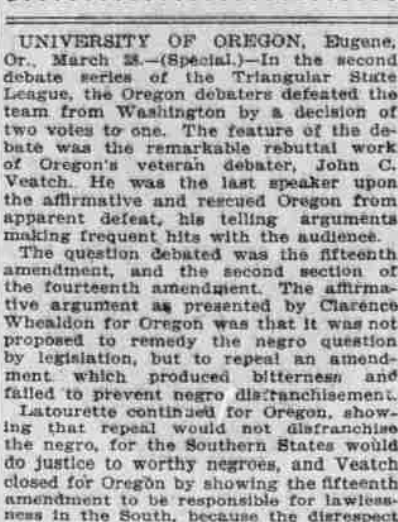 UNIVERSITY OF OREGON, Eugene,
Or., March 28.—(Special.)—In the second
debate series of the Triangular State
League, the Oregon debaters defeated the
team from Washington by a decision of
two votes to one. The feature of the de-
bate was the remarkable rebuttal work
of Oregon's veteran debater, John C.
Veatch. He was the last speaker upon
the affirmative and rescued Oregon from
apparent defeat, his telling arguments
making frequent hits with the audience.
The question debated was the fifteenth
amendment, and the second section of
the fourteenth amendment. The affirma-
tive argument as presented by Clarence
Whealdon for Oregon was that it was not
proposed to remedy the negro question
by legislation, but to repeal an amend-
ment which produced bitterness and
failed to prevent negro disfranchisement.
Latourette continued for Oregon, show-
ing that repeal would not disfranchise
the negro, for the Southern States would
do justice to worthy negroes, and Veatch
closed for Oregon by showing the fifteenth
amendment to be responsible for lawless-
ness in the South, because the disrespect